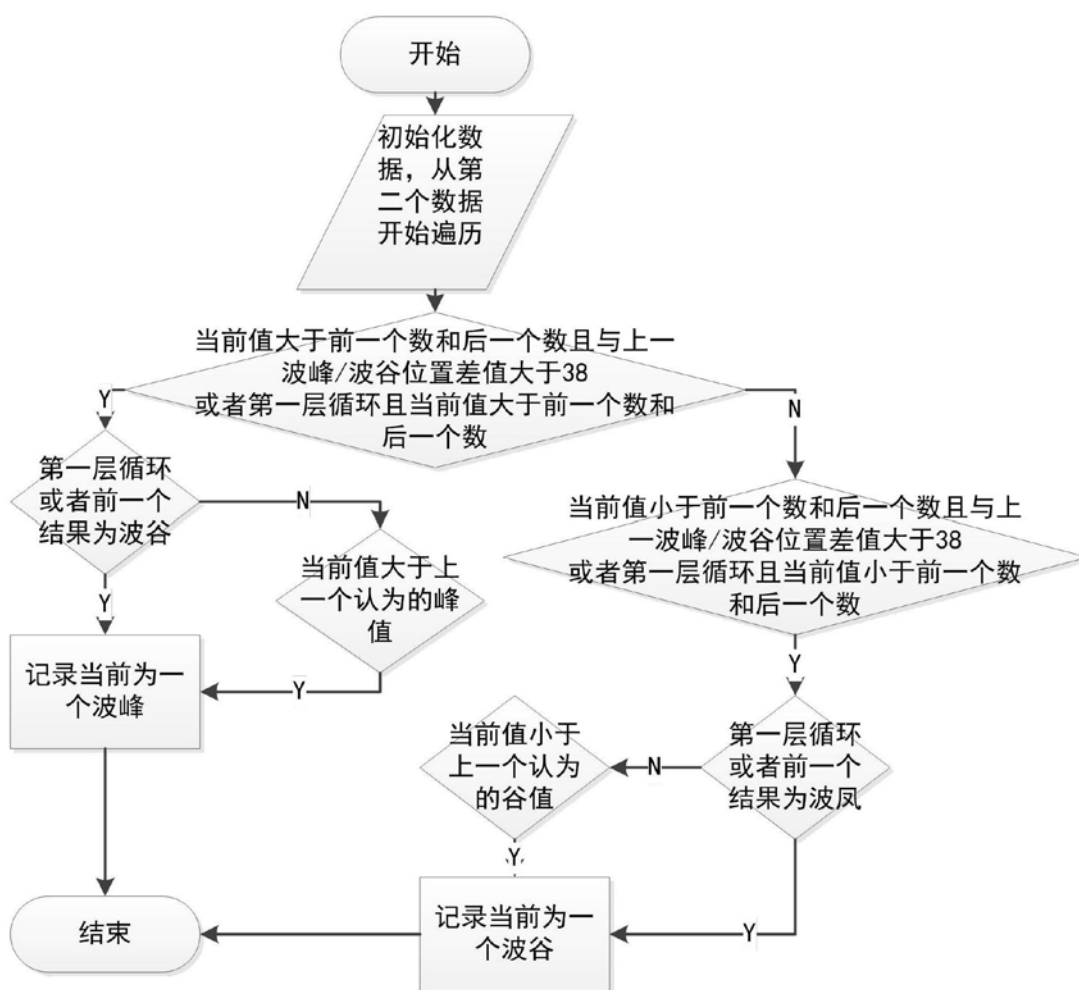 开始
初始化数
据，从第
二个数据
开始遍历
当前值大于前一个数和后一个数且与上一
波峰/波谷位置差值大于38
或者第一层循环且当前值大于前一个数和
后一个数
Y
N
第一层循环
或者前一个
结果为波谷
N
当前值大于上
一个认为的峰
值
Y
Y
记录当前为一
个波峰
当前值小于前一个数和后一个数且与上
一波峰/波谷位置差值大于38
或者第一层循环且当前值小于前一个数
和后一个数
Y
第一层循环
或者前一个
结果为波凤
N
当前值小于
上一个认为
的谷值
Y
Y
记录当前为一
个波谷
结束